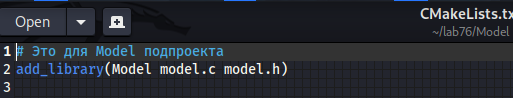 Open
CMakeLists.tx
~/lab76/Model
1 # Это для Model подпроекта
2 add_library(Model model.c model.h)
3